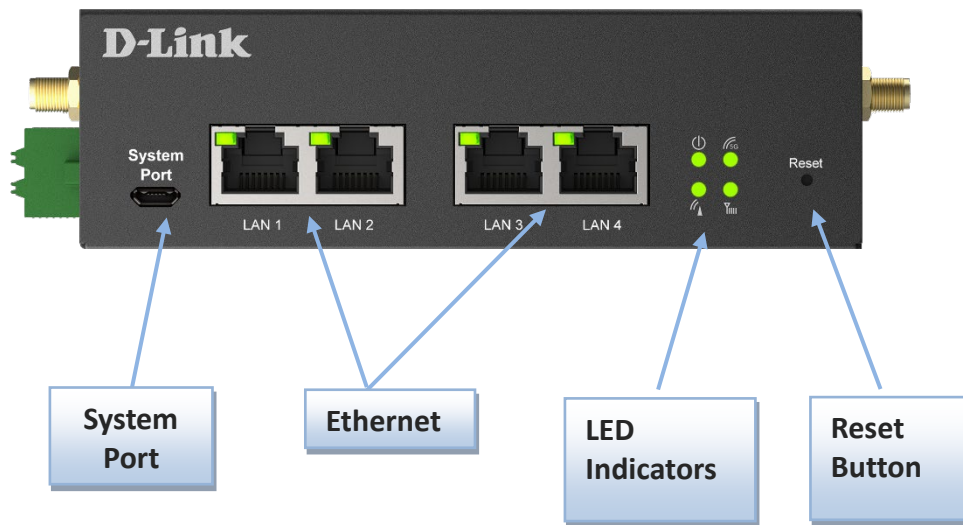 D-Link
5G
System
Port
Reset
LAN 1
LAN 2
LAN 3
LAN 4
System
Port
Ethernet
LED
Indicators
Reset
Button